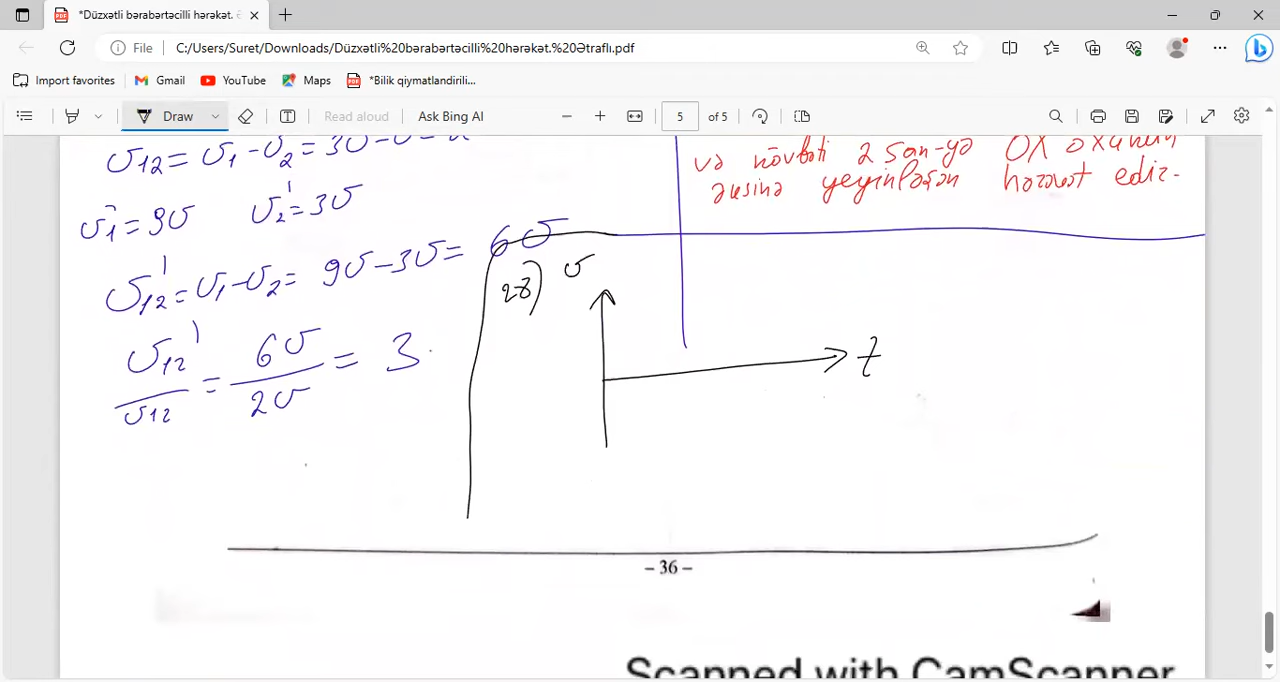 *Düzxətli bərabərtəcilli hərəkət. Ə
File
C:/Users/Suret/Downloads/Düzxətli%20bərabərtəcilli%20hərəkət.%20Ətraflı.pdf
Import favorites
Gmail
YouTube
Maps
*Bilik qiymatlandirili...
Draw
Read aloud
Ask Bing AI
5 of 5
υ12 = υ1 - υ2 = 3υ - υ =
və növbəti 2 san-yə OX oxunun
əksinə yeyinləşən hərəkət edir.
υ1' = 9υ υ2' = 3υ
υ12' = υ1 - υ2 = 9υ - 3υ = 6υ
28) υ
t
υ12' / υ12 = 6υ / 2υ = 3
– 36 –
Scanned with CamScanner